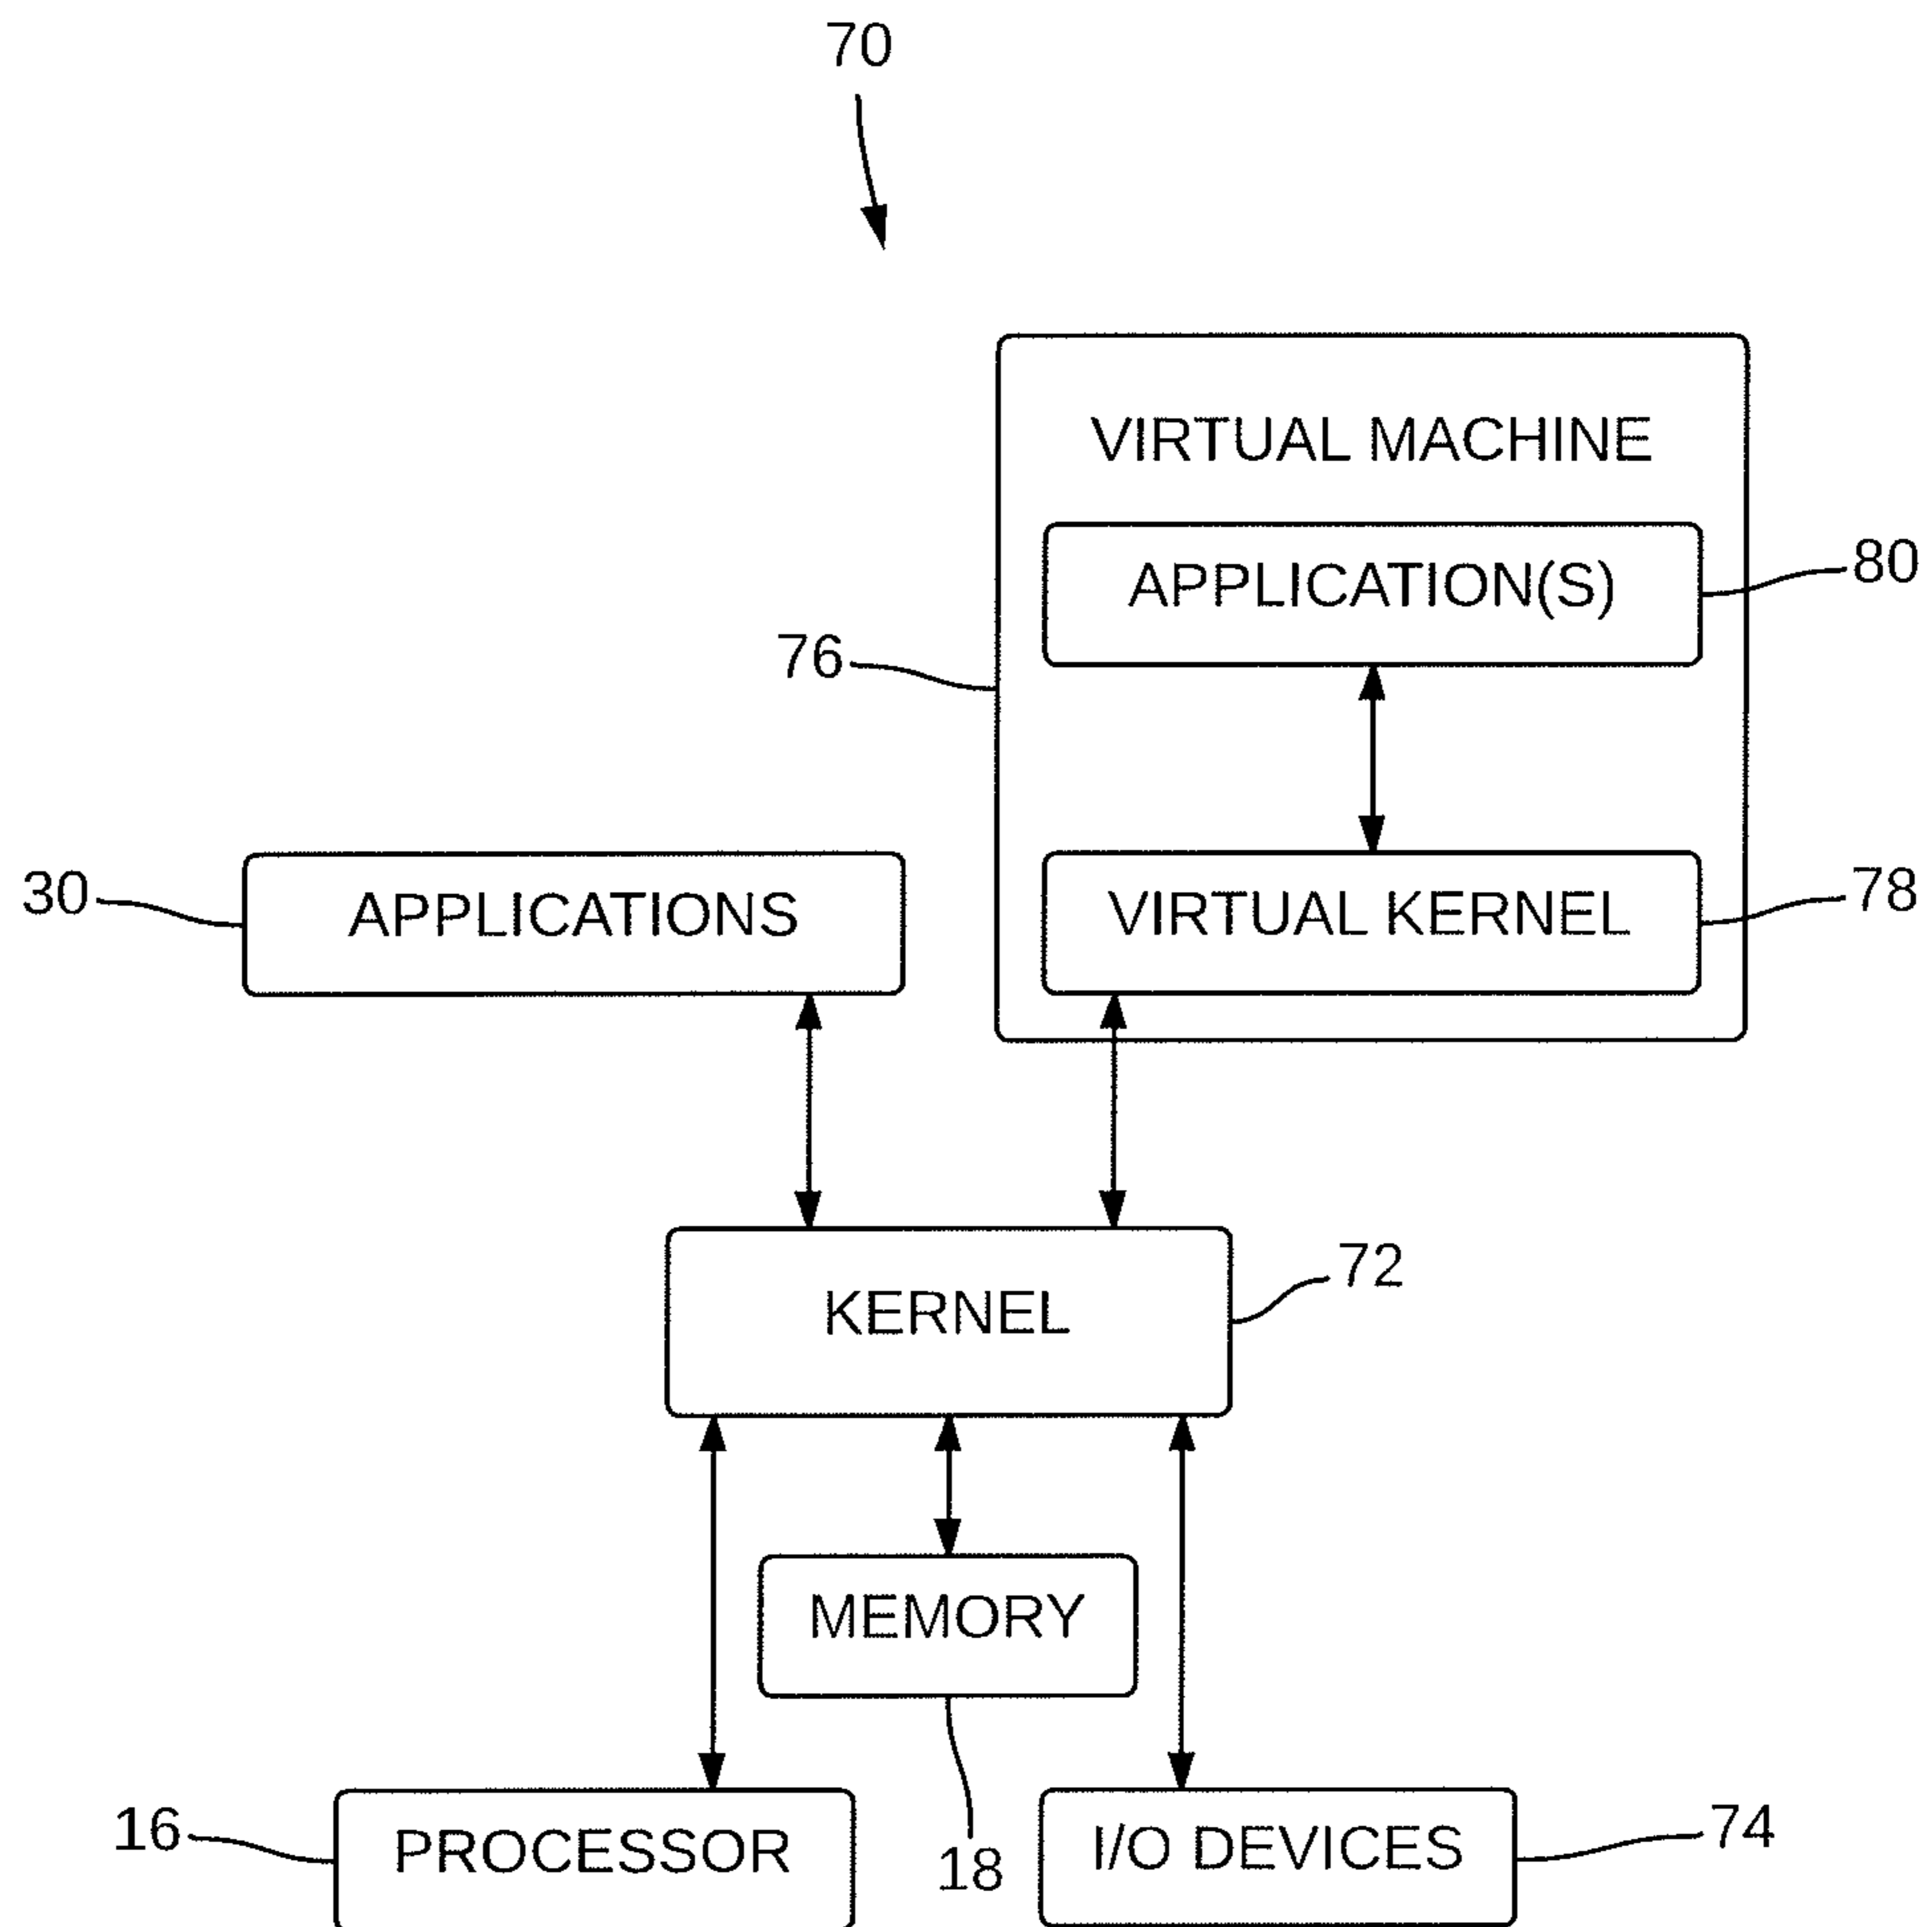 70
VIRTUAL MACHINE
APPLICATION(S)
80
76
APPLICATIONS
30
VIRTUAL KERNEL
78
KERNEL
72
MEMORY
18
PROCESSOR
16
I/O DEVICES
74